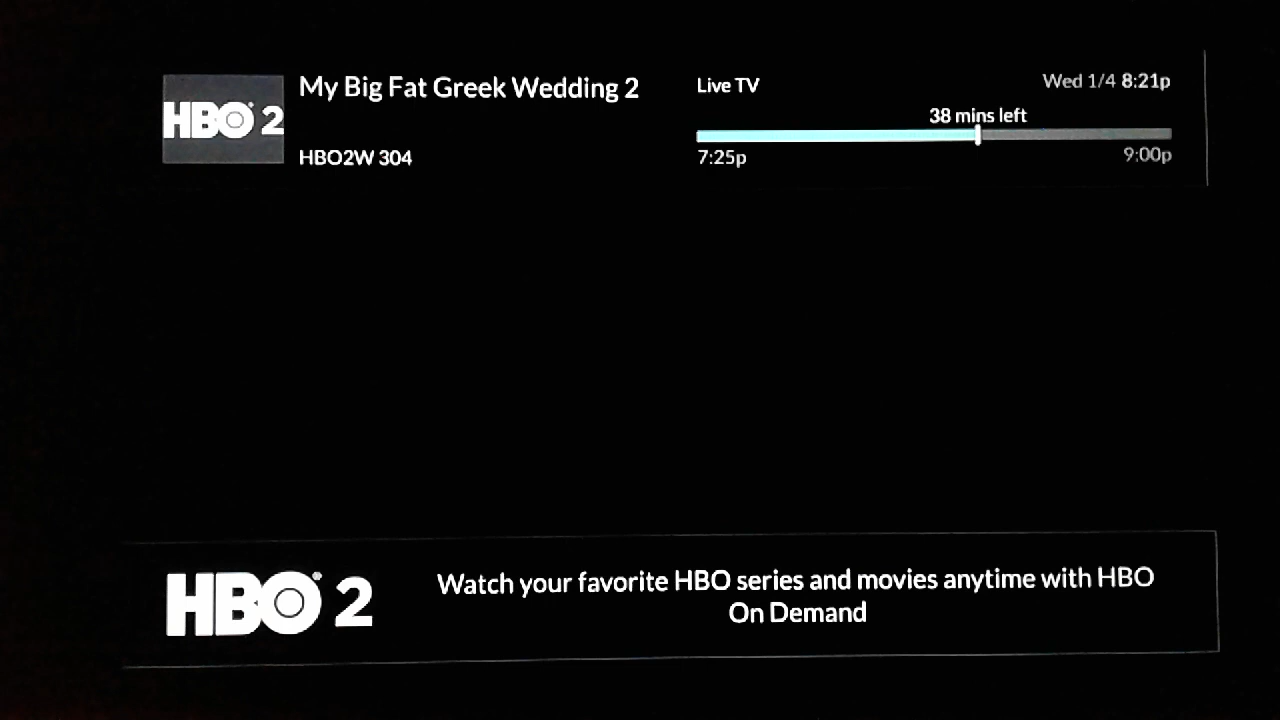 HBO 2
My Big Fat Greek Wedding 2
HBO2W 304
Live TV
Wed 1/4 8:21p
38 mins left
7:25p
9:00p
HBO® 2
Watch your favorite HBO series and movies anytime with HBO
On Demand